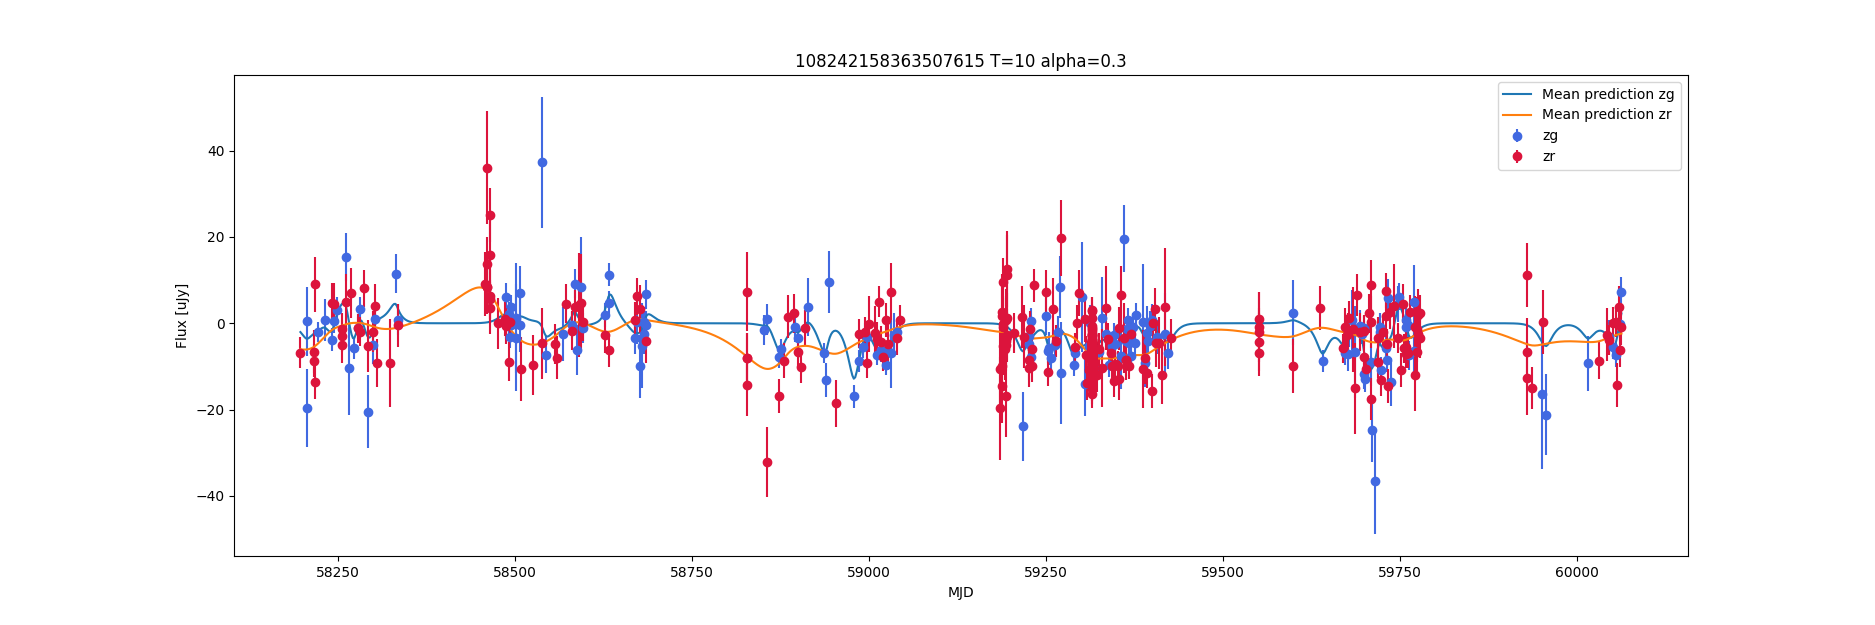 108242158363507615 T=10 alpha=0.3
Mean prediction zg
Mean prediction zr
zg
zr
Flux [uJy]
40
20
0
−20
−40
58250 58500 58750 59000 59250 59500 59750 60000
MJD